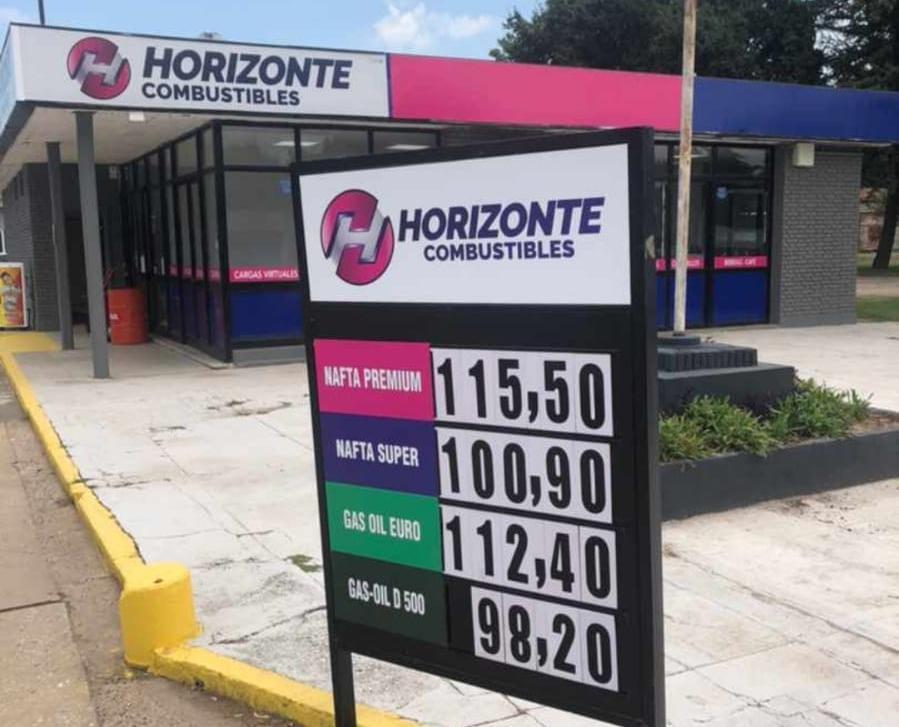 HORIZONTE
COMBUSTIBLES
HORIZONTE
COMBUSTIBLES
CARGAS VIRTUALES
NAFTA PREMIUM 115,50
NAFTA SUPER 100,90
GAS OIL EURO 112,40
GAS-OIL D 500 98,20